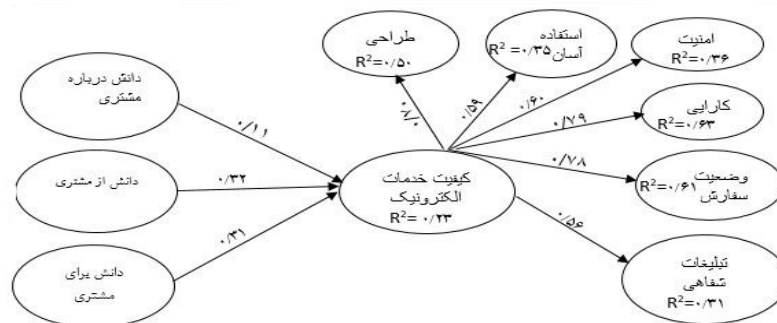 طراحی
R²=۰/۵۰
استفاده
آسان R² =۰/۳۵
امنیت
R²=۰/۳۶
دانش درباره
مشتری
کارایی
R²=۰/۶۳
۰/۵۹
۰/۶۰
۰/۷۹
۰/۱۱
دانش از مشتری
۰/۳۲
کیفیت خدمات
الکترونیک
R²= ۰/۲۳
۰/۷۸
وضعیت
سفارش R²=۰/۶۱
دانش برای
مشتری
۰/۳۱
۰/۵۶
تبلیغات
شفاهی
R²=۰/۳۱